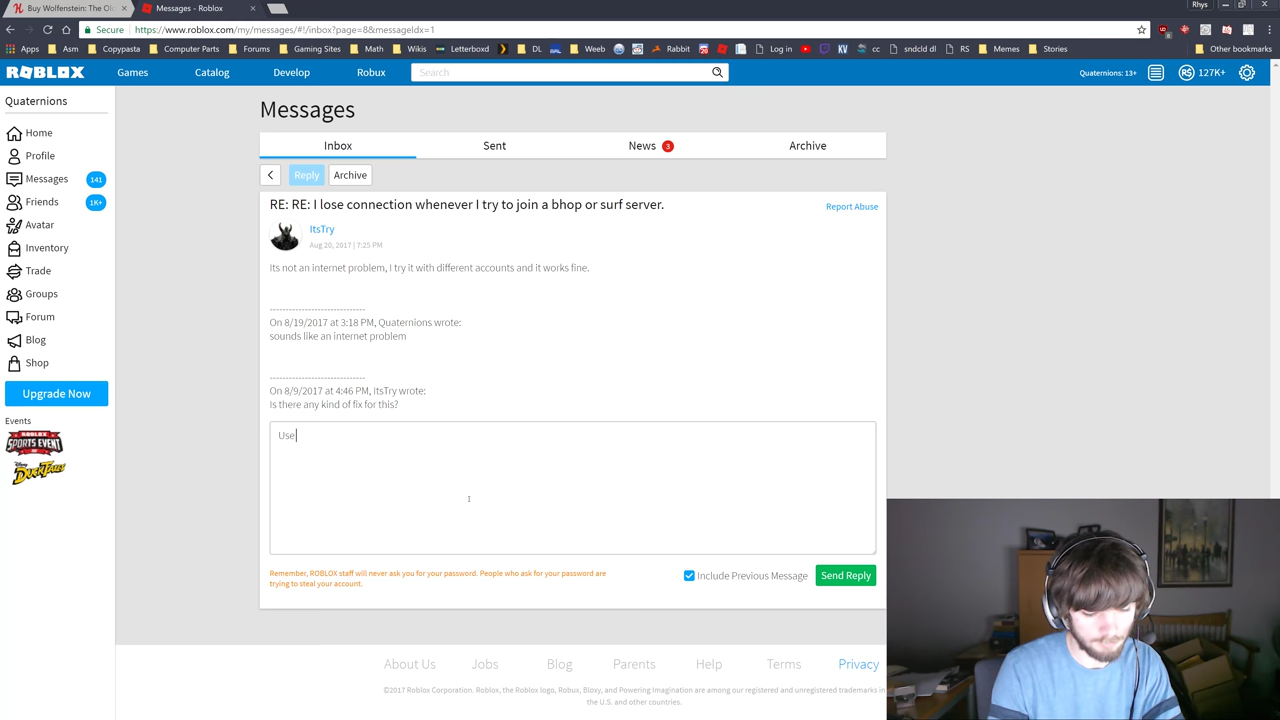 Buy Wolfenstein: The Old
Messages - Roblox
Rhys
Secure
https://www.roblox.com/my/messages/#!/inbox?page=8&messageIdx=1
Apps
Asm
Copypasta
Computer Parts
Forums
Gaming Sites
Math
Wikis
Letterboxd
DL
Weeb
Rabbit
Log in
KV
cc
sndcld dl
RS
Memes
Stories
Other bookmarks
ROBLOX
Games
Catalog
Develop
Robux
Search
Quaternions: 13+
R$
127K+
Quaternions
Home
Profile
Messages
141
Friends
1K+
Avatar
Inventory
Trade
Groups
Forum
Blog
Shop
Upgrade Now
Events
ROBLOX
SPORTS EVENT
Disney
DUCKTALES
Messages
Inbox
Sent
News
3
Archive
Reply
Archive
RE: RE: I lose connection whenever I try to join a bhop or surf server.
Report Abuse
ItsTry
Aug 20, 2017 | 7:25 PM
Its not an internet problem, I try it with different accounts and it works fine.
------------------------------
On 8/19/2017 at 3:18 PM, Quaternions wrote:
sounds like an internet problem
------------------------------
On 8/9/2017 at 4:46 PM, ItsTry wrote:
Is there any kind of fix for this?
Use
Remember, ROBLOX staff will never ask you for your password. People who ask for your password are
trying to steal your account.
Include Previous Message
Send Reply
About Us
Jobs
Blog
Parents
Help
Terms
Privacy
©2017 Roblox Corporation. Roblox, the Roblox logo, Robux, Bloxy, and Powering Imagination are among our registered and unregistered trademarks in
the U.S. and other countries.